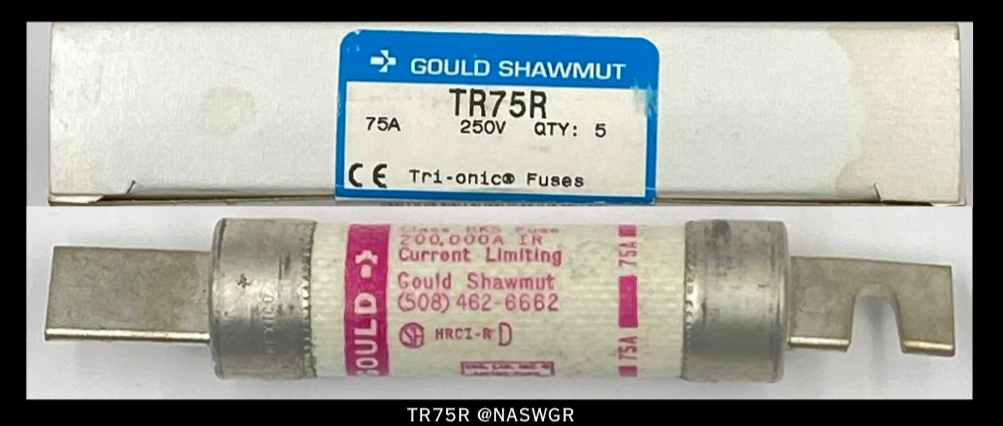 GOULD SHAWMUT
TR75R
75A 250V QTY: 5
CE Tri-onic® Fuses
Class RK5 Fuse
200,000A IR
Current Limiting
Gould Shawmut
(508) 462-6662
HRCI-R D
GOULD
75A
75A
MEXICO
TR75R @NASWGR